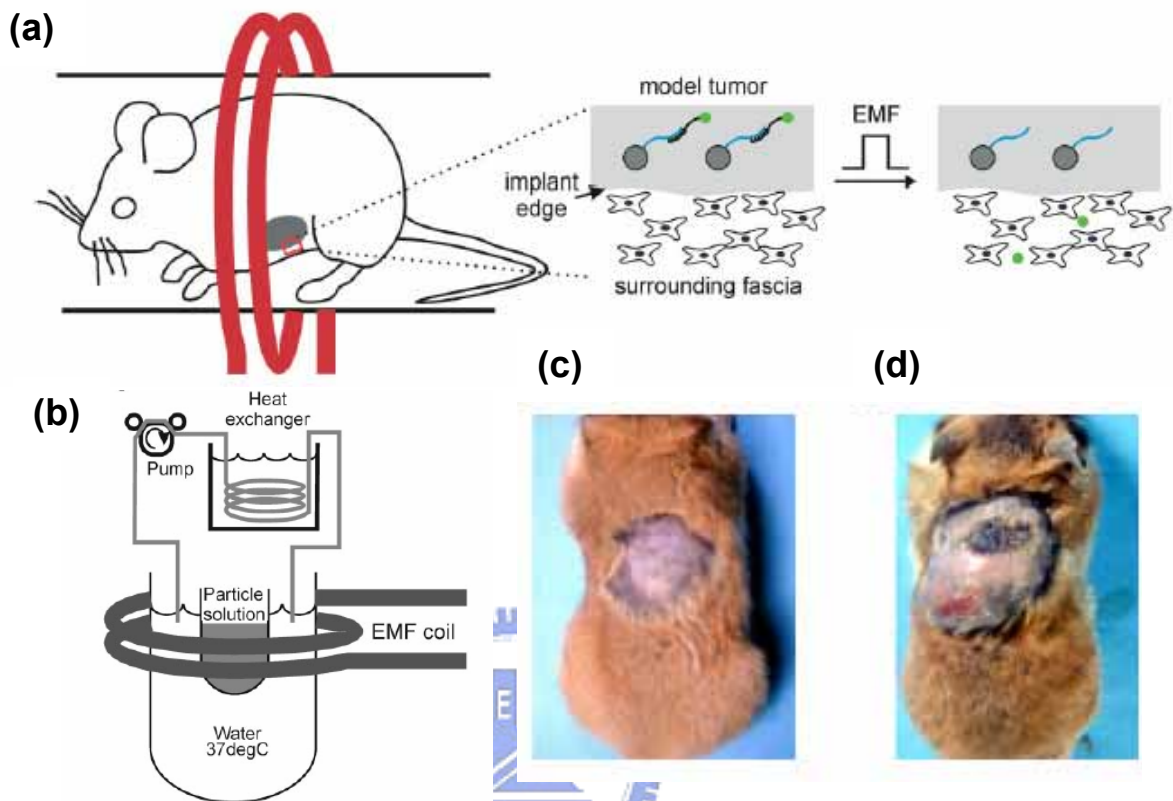 (a)
model tumor
EMF
implant
edge
surrounding fascia
(b)
Heat
exchanger
Pump
Particle
solution
EMF coil
Water
37degC
(c)
(d)